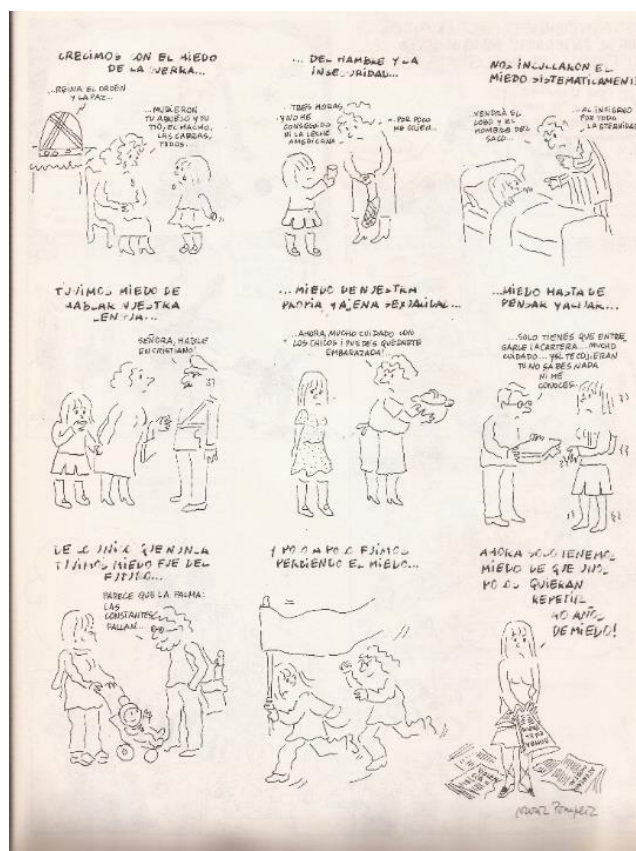 CRECIMOS CON EL MIEDO
DE LA GUERRA...
...REINA EL ORDEN
Y LA PAZ...
...MURIERON
TU ABUELO Y TU
TÍO, EL MACHO,
LAS CABRAS,
TODOS...
... DEL HAMBRE Y LA
INSEGURIDAD...
TRES HORAS,
Y NO HE
CONSEGUIDO
NI LA LECHE
AMERICANA
POR POCO
ME CUELEN...
NOS INCULCARON EL
MIEDO SISTEMATICAMENTE
...VENDRÁ EL
LOBO Y EL
HOMBRE DEL
SACO...
...AL INFIERNO
POR TODA
LA ETERNIDAD
TUVIMOS MIEDO DE
HABLAR NUESTRA
LENGUA...
SEÑORA, HABLE
EN CRISTIANO!
... MIEDO DE NUESTRA
PROPIA Y AJENA SEXUALIDAD...
...AHORA, MUCHO CUIDADO CON
LOS CHICOS ¡PUEDES QUEDARTE
EMBARAZADA!
...MIEDO HASTA DE
PENSAR Y ACTUAR...
...SOLO TIENES QUE ENTRE
GARLE LA CARTERA... MUCHO
CUIDADO... Y SI TE COJIERAN
TU NO SABES NADA
NI ME
CONOCES...
DE LO UNICO QUE NUNCA
TUVIMOS MIEDO FUE DEL
FUTURO...
PARECE QUE LA PALMA:
LAS
CONSTANTES
FALLAN...
Y POCO A POCO FUIMOS
PERDIENDO EL MIEDO...
AHORA SOLO TENEMOS
MIEDO DE QUE UNOS
POCOS QUIERAN
REPETIR
40 AÑOS
DE MIEDO!